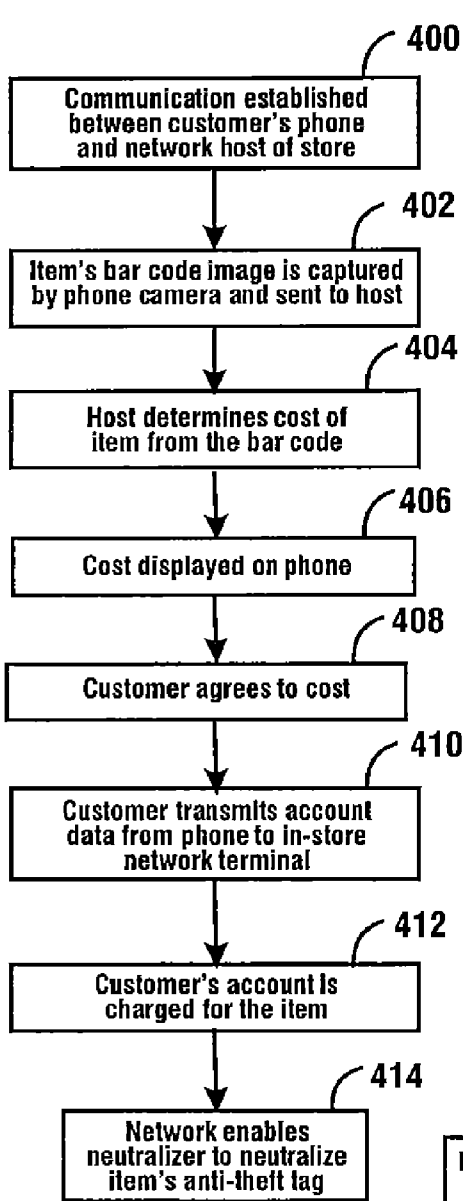 400
Communication established
between customer's phone
and network host of store
402
Item's bar code image is captured
by phone camera and sent to host
404
Host determines cost of
item from the bar code
406
Cost displayed on phone
408
Customer agrees to cost
410
Customer transmits account
data from phone to in-store
network terminal
412
Customer's account is
charged for the item
414
Network enables
neutralizer to neutralize
item's anti-theft tag